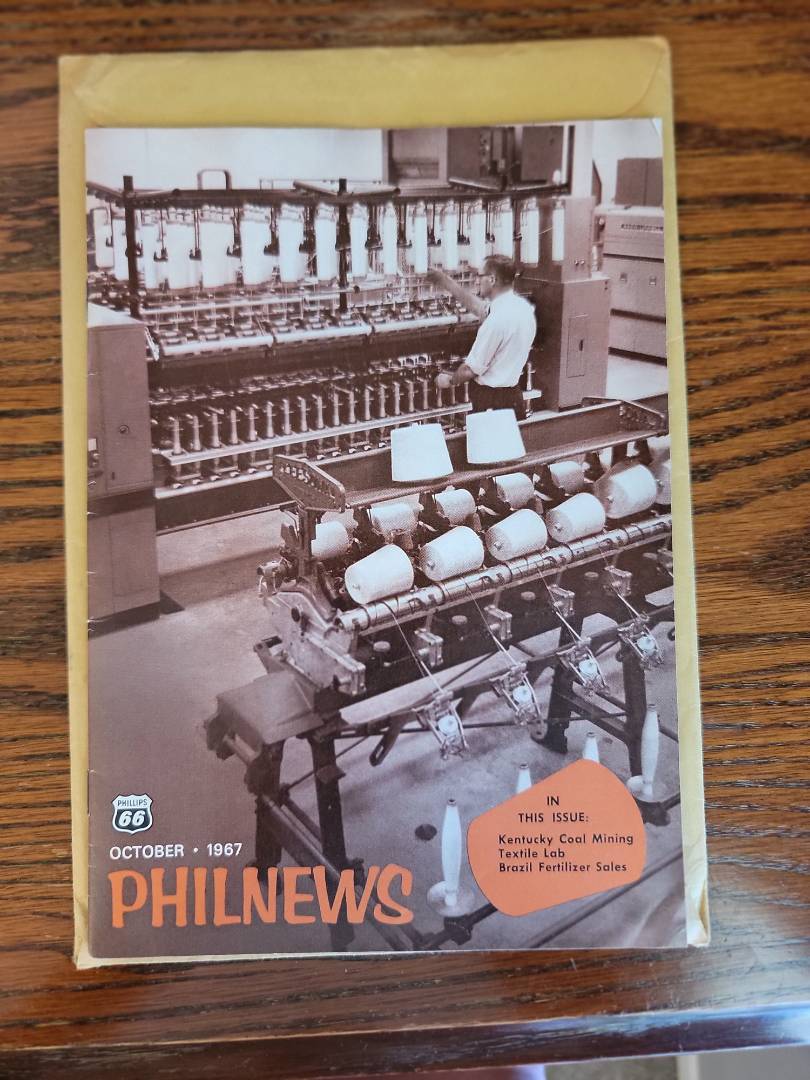 PHILLIPS
66
OCTOBER • 1967
PHILNEWS
IN
THIS ISSUE:
Kentucky Coal Mining
Textile Lab
Brazil Fertilizer Sales